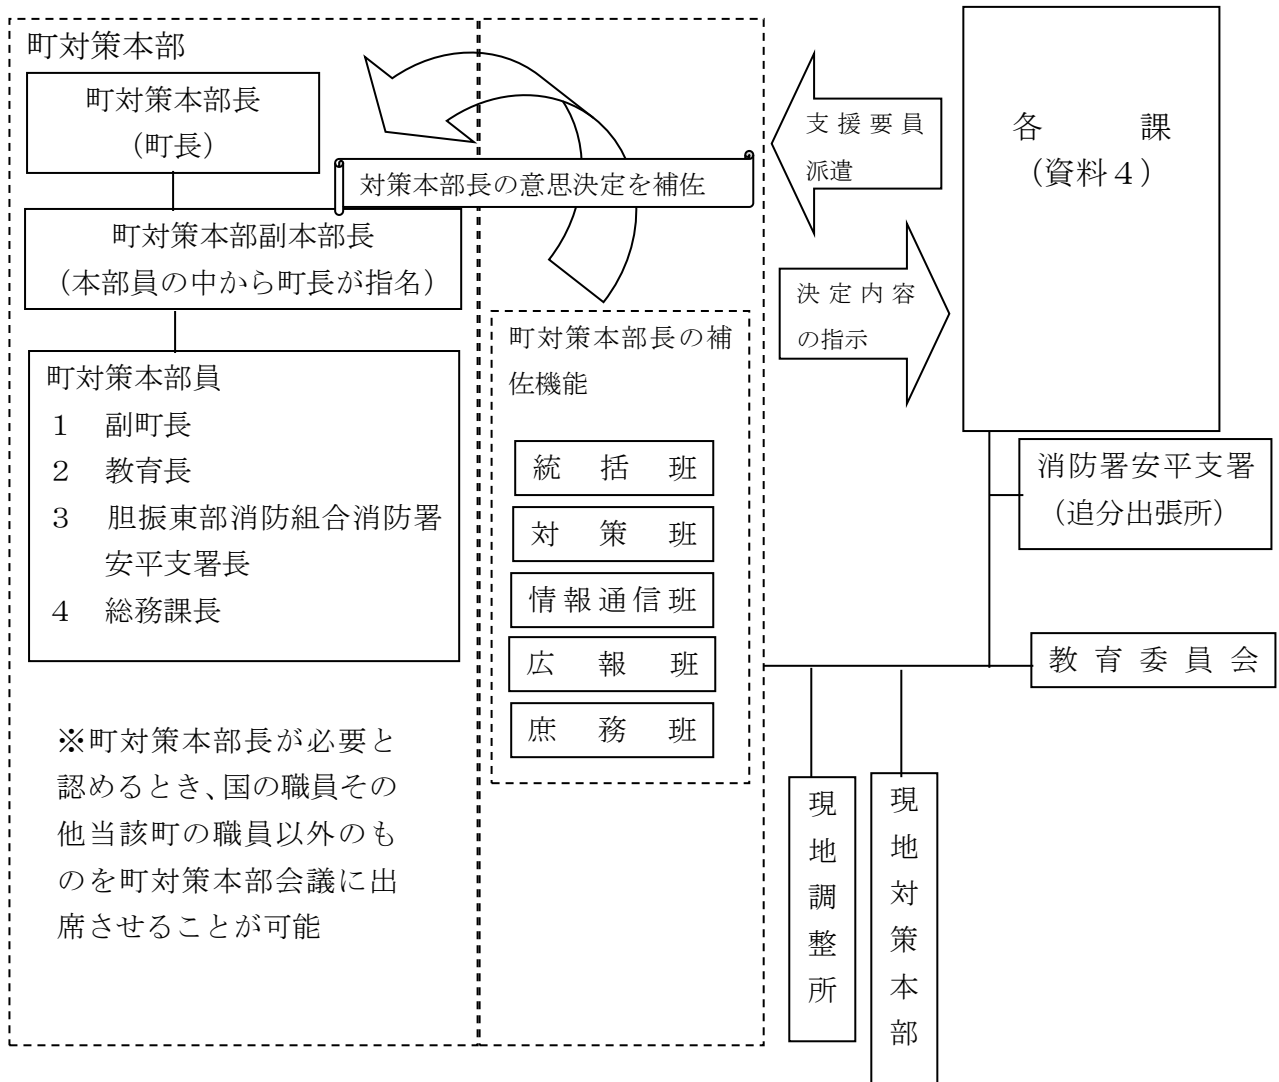 町対策本部
町対策本部長
(町長)
対策本部長の意思決定を補佐
町対策本部副本部長
(本部員の中から町長が指名)
町対策本部員
1 副町長
2 教育長
3 胆振東部消防組合消防署
安平支署長
4 総務課長
※町対策本部長が必要と
認めるとき、国の職員その
他当該町の職員以外のも
のを町対策本部会議に出
席させることが可能
町対策本部長の補
佐機能
統括班
対策班
情報通信班
広報班
庶務班
支援要員
派遣
決定内容
の指示
各課
(資料４)
消防署安平支署
(追分出張所)
教育委員会
現地調整所
現地対策本部